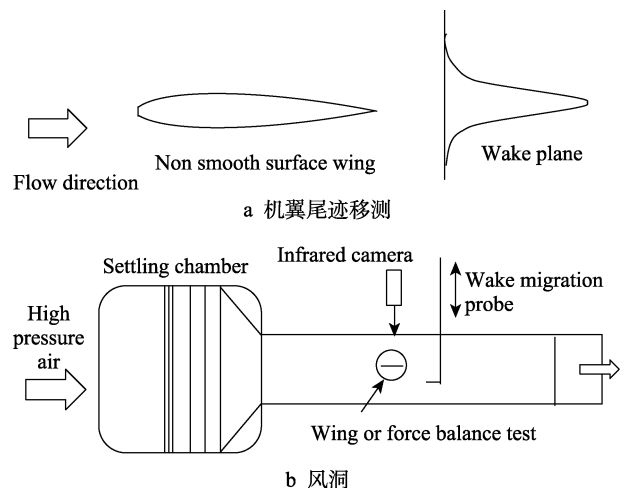 Flow direction
Non smooth surface wing
Wake plane
a 机翼尾迹移测
Settling chamber
Infrared camera
Wake migration
probe
High
pressure
air
Wing or force balance test
b 风洞